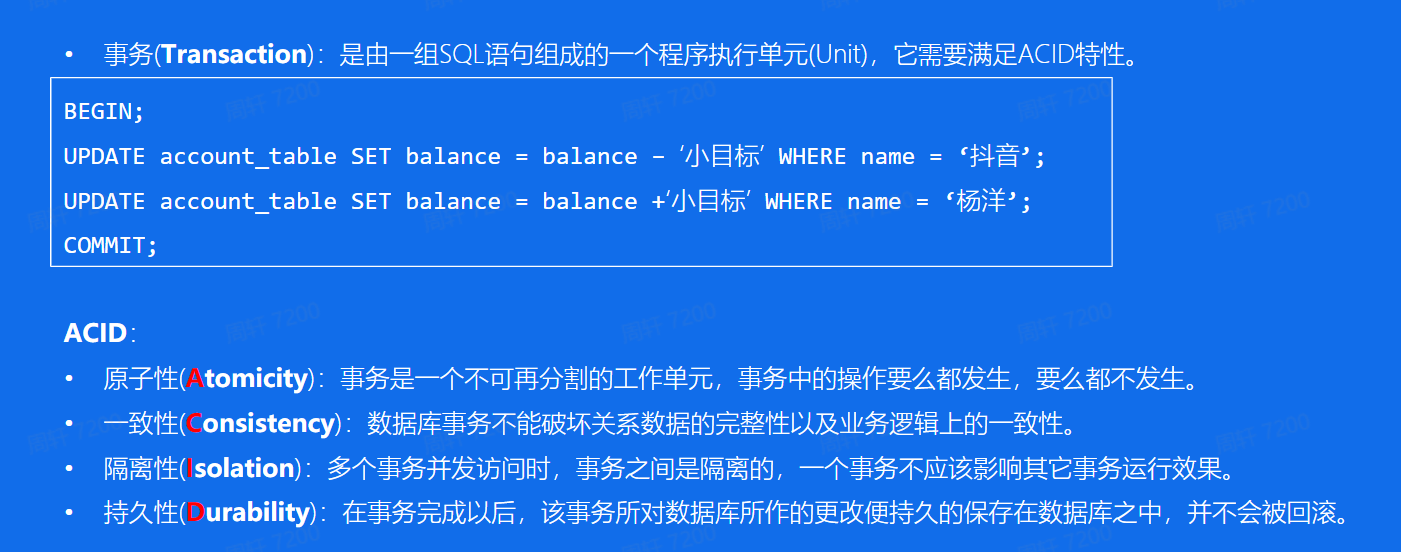 • 事务(Transaction)：是由一组SQL语句组成的一个程序执行单元(Unit)，它需要满足ACID特性。
BEGIN;
UPDATE account_table SET balance = balance – ‘小目标’ WHERE name = ‘抖音’;
UPDATE account_table SET balance = balance +‘小目标’ WHERE name = ‘杨洋’;
COMMIT;
ACID：
• 原子性(Atomicity)：事务是一个不可再分割的工作单元，事务中的操作要么都发生，要么都不发生。
• 一致性(Consistency)：数据库事务不能破坏关系数据的完整性以及业务逻辑上的一致性。
• 隔离性(Isolation)：多个事务并发访问时，事务之间是隔离的，一个事务不应该影响其它事务运行效果。
• 持久性(Durability)：在事务完成以后，该事务所对数据库所作的更改便持久的保存在数据库之中，并不会被回滚。
周轩 7200